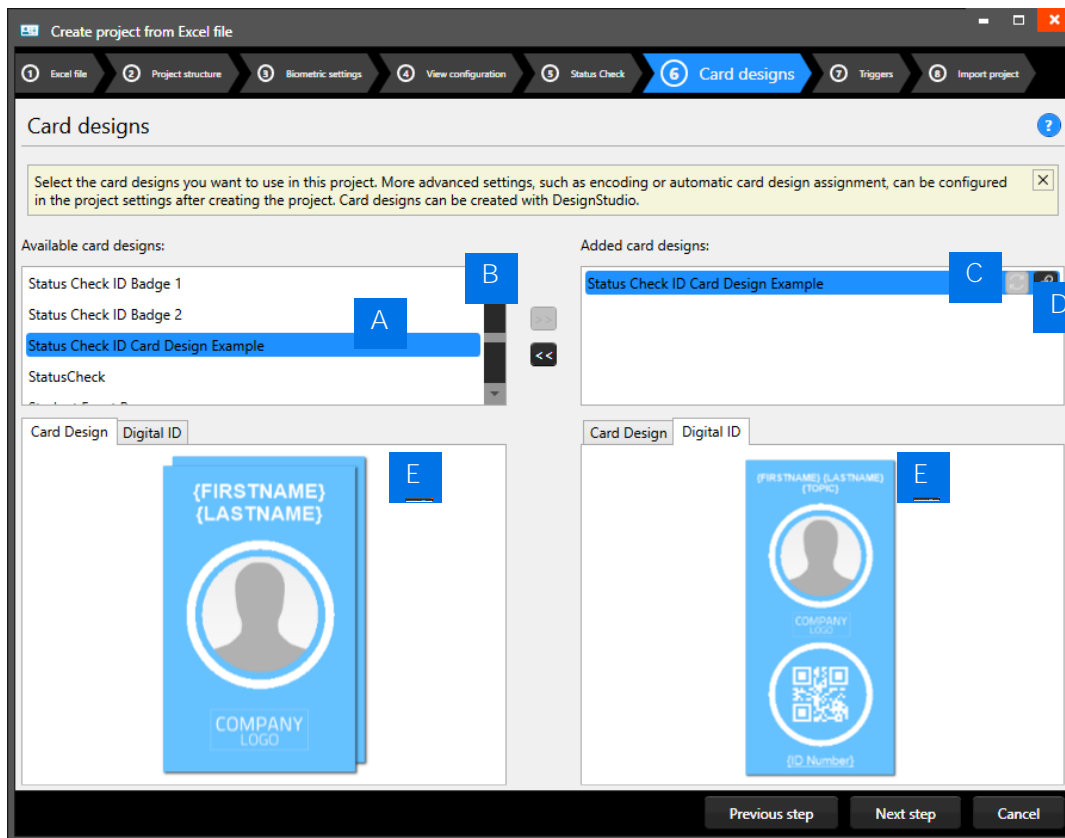 Create project from Excel file
1 Excel file 2 Project structure 3 Biometric settings 4 View configuration 5 Status Check 6 Card designs 7 Triggers 8 Import project
Card designs
?
Select the card designs you want to use in this project. More advanced settings, such as encoding or automatic card design assignment, can be configured
in the project settings after creating the project. Card designs can be created with DesignStudio.
Available card designs:
Status Check ID Badge 1
B
Status Check ID Badge 2
A
Status Check ID Card Design Example
StatusCheck
>>
<<
Added card designs:
Status Check ID Card Design Example
C
D
Card Design Digital ID
E
{FIRSTNAME}
{LASTNAME}
COMPANY
LOGO
Card Design Digital ID
E
{FIRSTNAME} {LASTNAME}
{TOPIC}
COMPANY
LOGO
{ID Number}
Previous step Next step Cancel